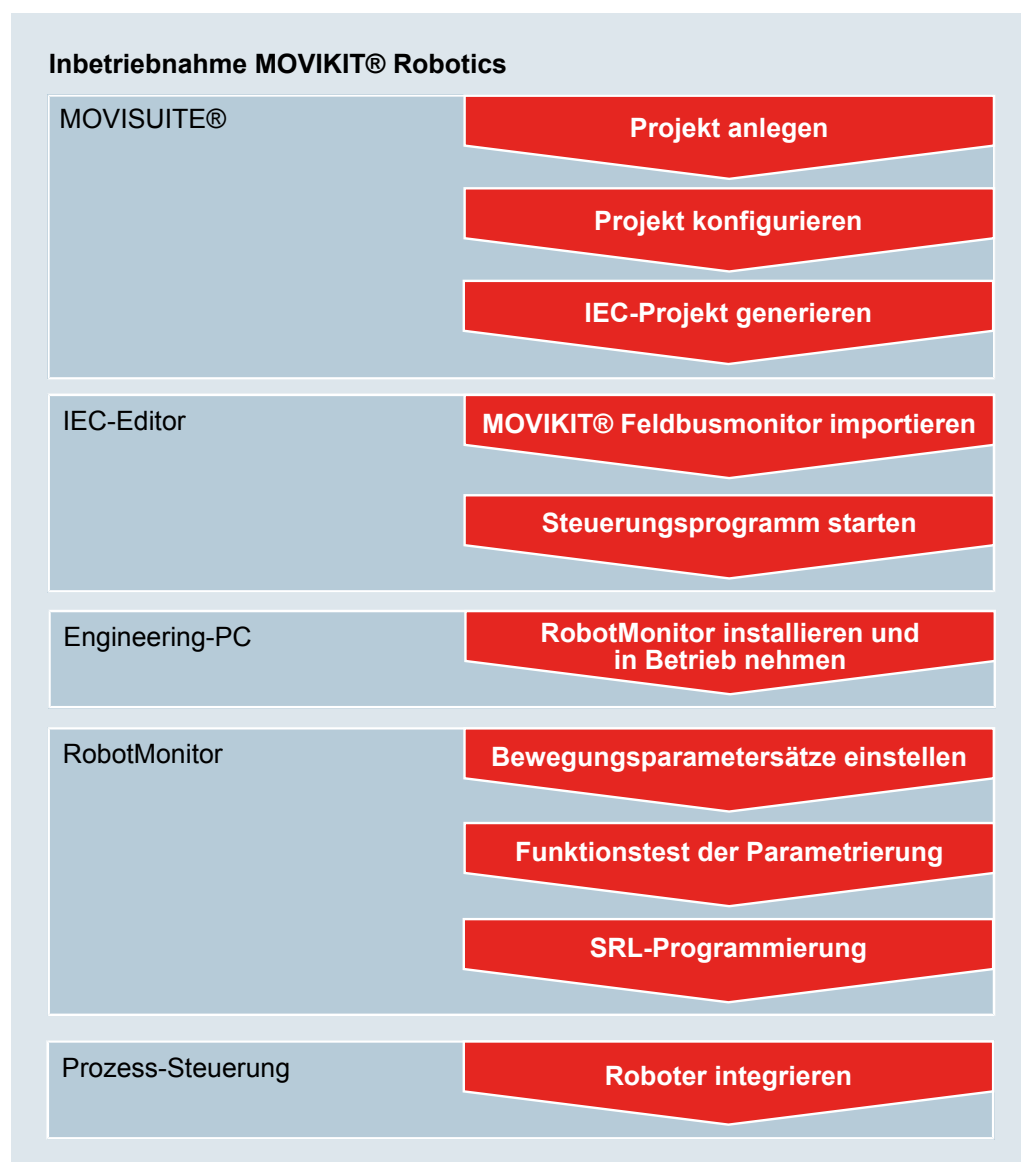 Inbetriebnahme MOVIKIT® Robotics
MOVISUITE®
Projekt anlegen
Projekt konfigurieren
IEC-Projekt generieren
IEC-Editor
MOVIKIT® Feldbusmonitor importieren
Steuerungsprogramm starten
Engineering-PC
RobotMonitor installieren und
in Betrieb nehmen
RobotMonitor
Bewegungsparametersätze einstellen
Funktionstest der Parametrierung
SRL-Programmierung
Prozess-Steuerung
Roboter integrieren